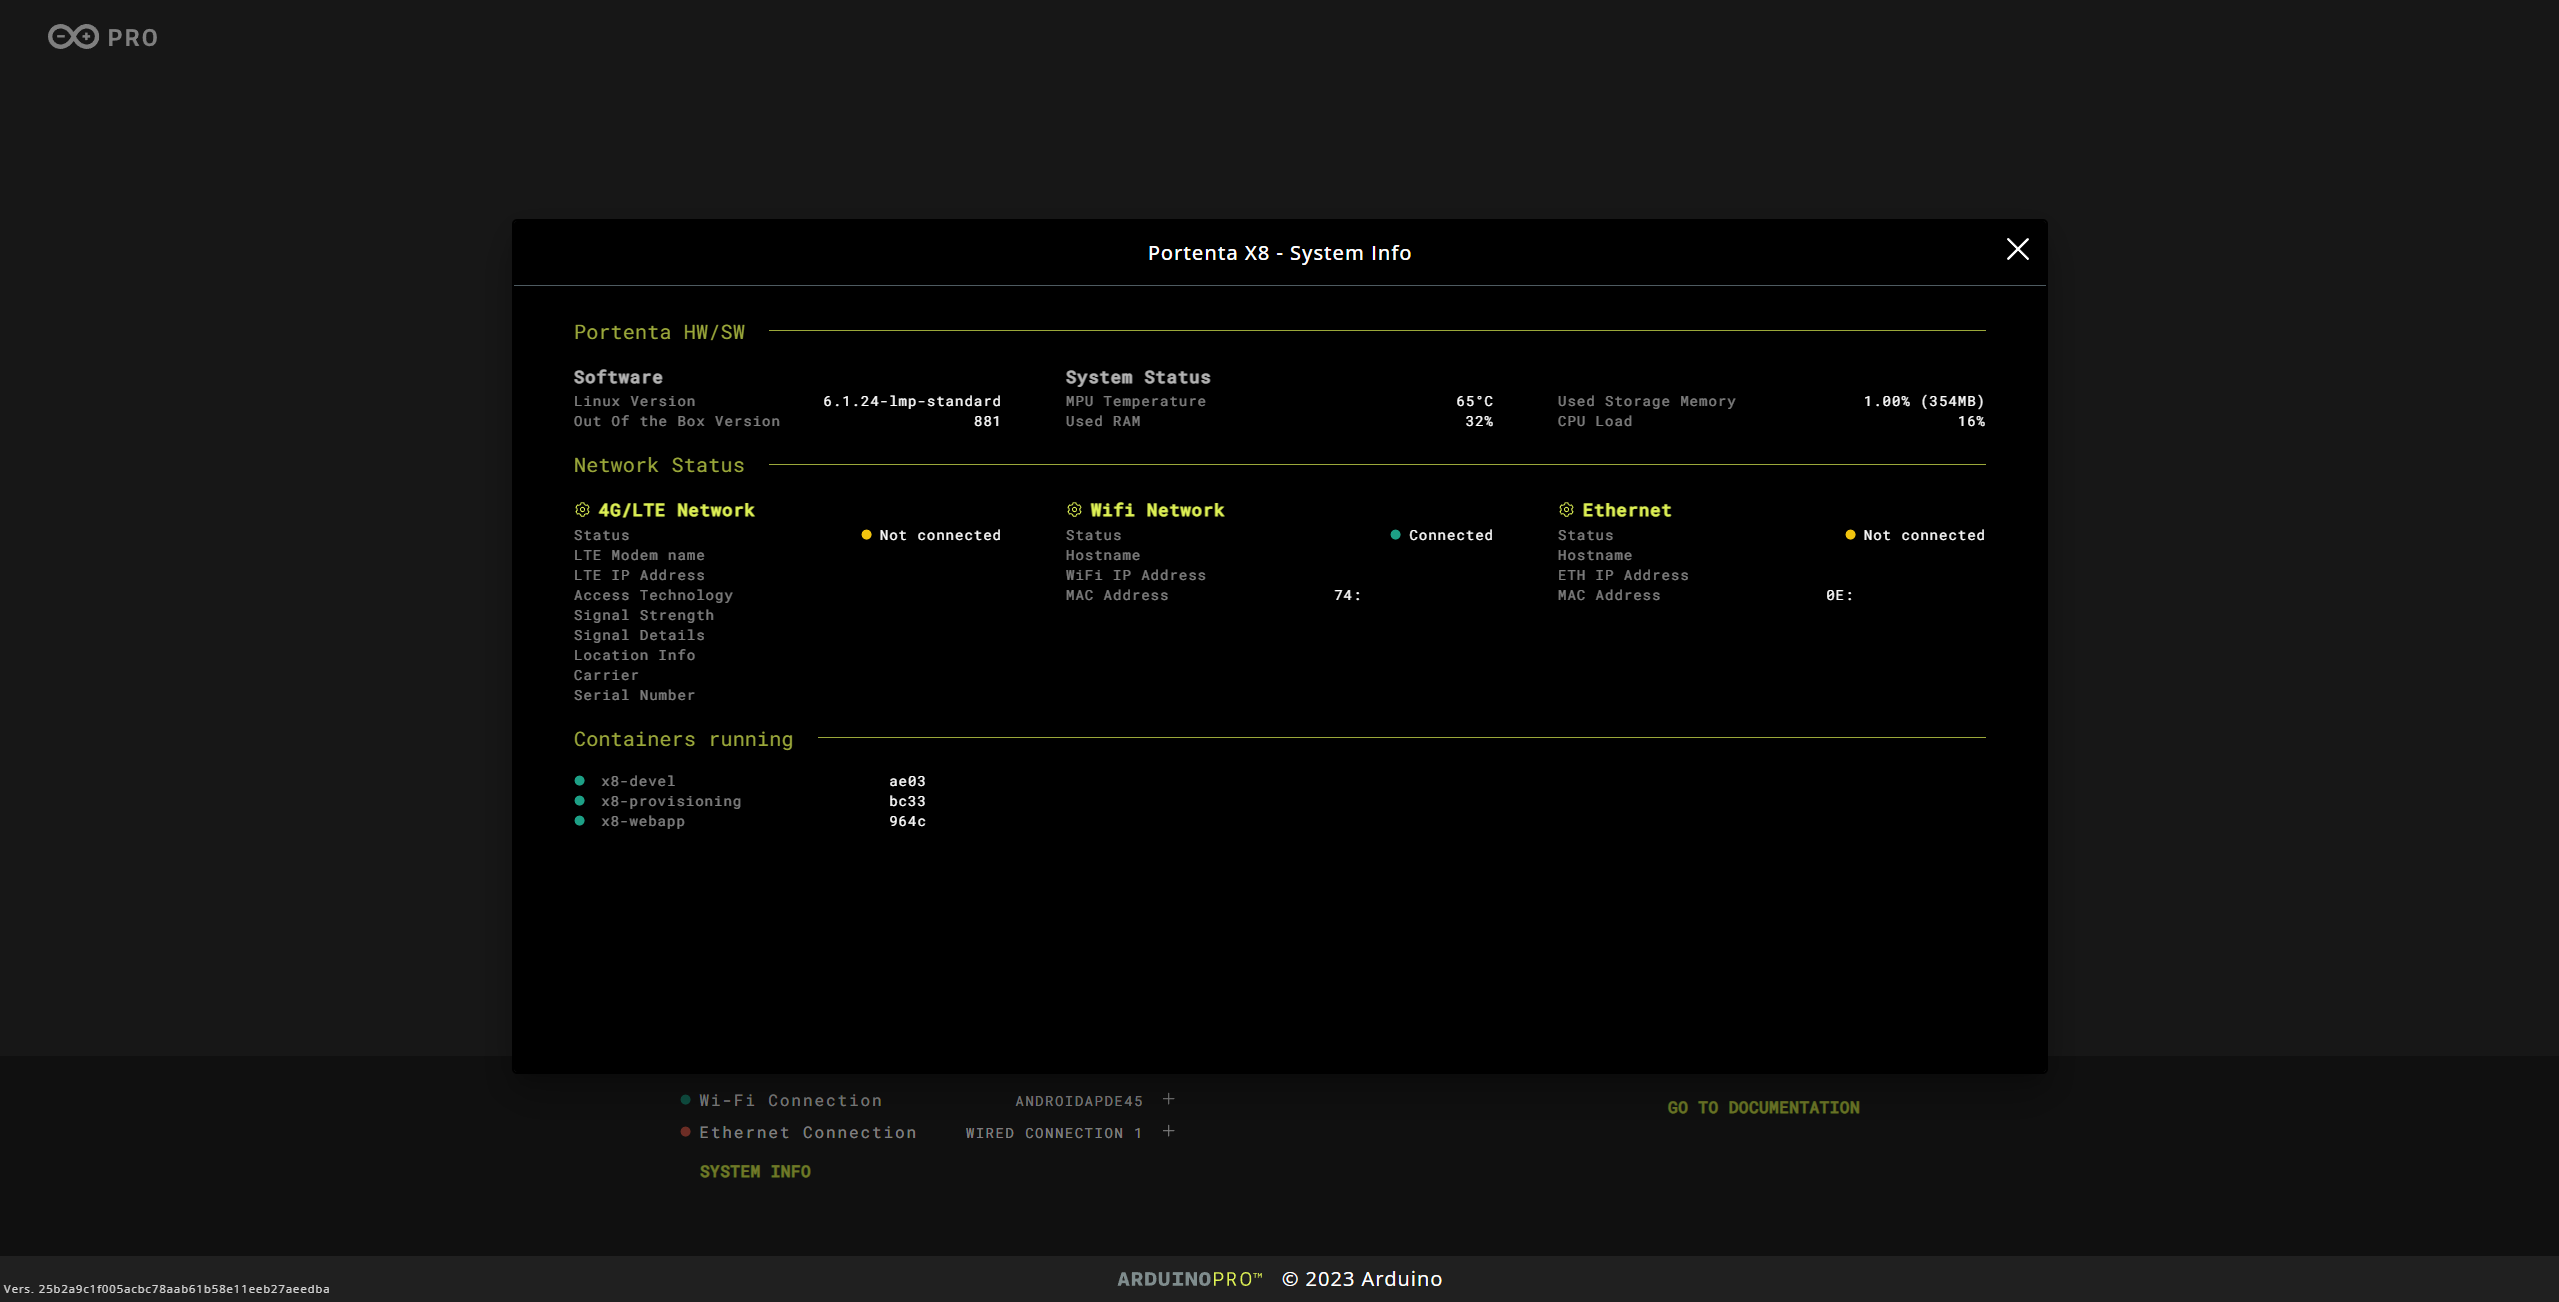 PRO
Portenta X8 - System Info
Portenta HW/SW
Software
Linux Version 6.1.24-lmp-standard
Out Of the Box Version 881
System Status
MPU Temperature 65°C
Used RAM 32%
Used Storage Memory 1.00% (354MB)
CPU Load 16%
Network Status
4G/LTE Network
Status Not connected
LTE Modem name
LTE IP Address
Access Technology
Signal Strength
Signal Details
Location Info
Carrier
Serial Number
Wifi Network
Status Connected
Hostname
WiFi IP Address
MAC Address 74:
Ethernet
Status Not connected
Hostname
ETH IP Address
MAC Address 0E:
Containers running
x8-devel ae03
x8-provisioning bc33
x8-webapp 964c
Wi-Fi Connection ANDROIDAPDE45 +
Ethernet Connection WIRED CONNECTION 1 +
SYSTEM INFO
GO TO DOCUMENTATION
ARDUINOPRO™ © 2023 Arduino
Vers. 25b2a9c1f005acbc78aab61b58e11eeb27aeedba